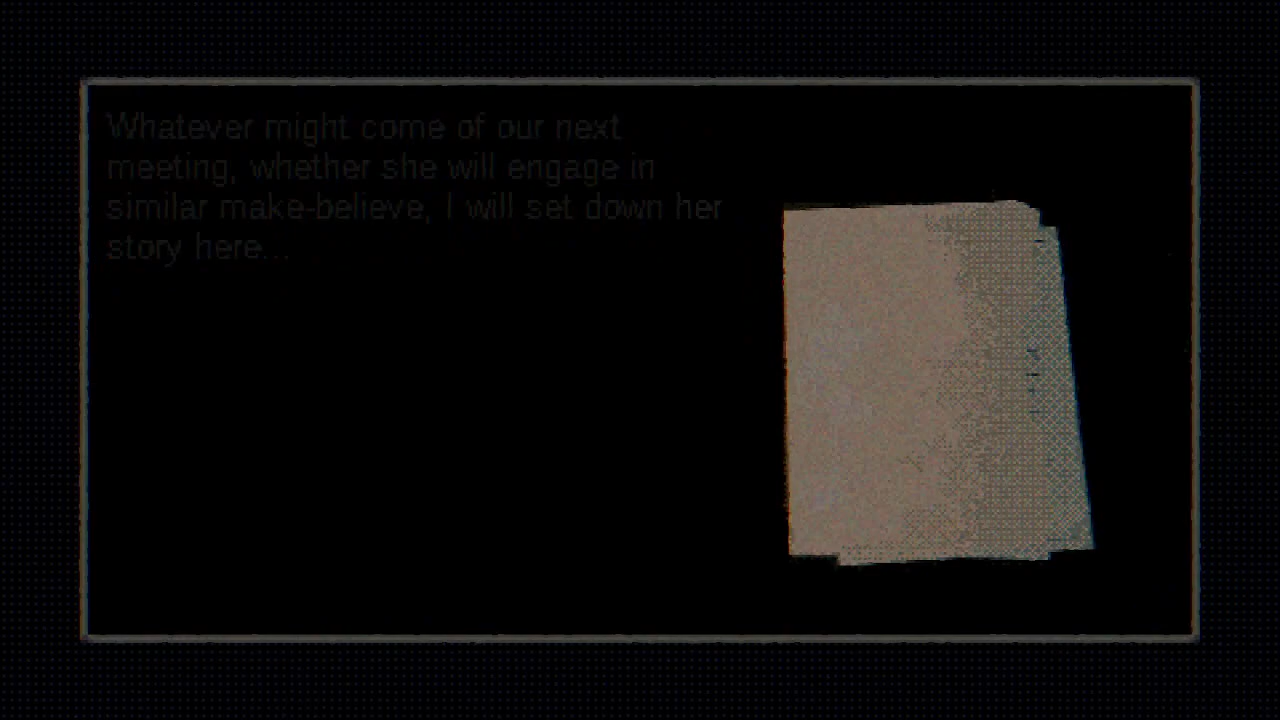 Whatever might come of our next
meeting, whether she will engage in
similar make-believe, I will set down her
story here...